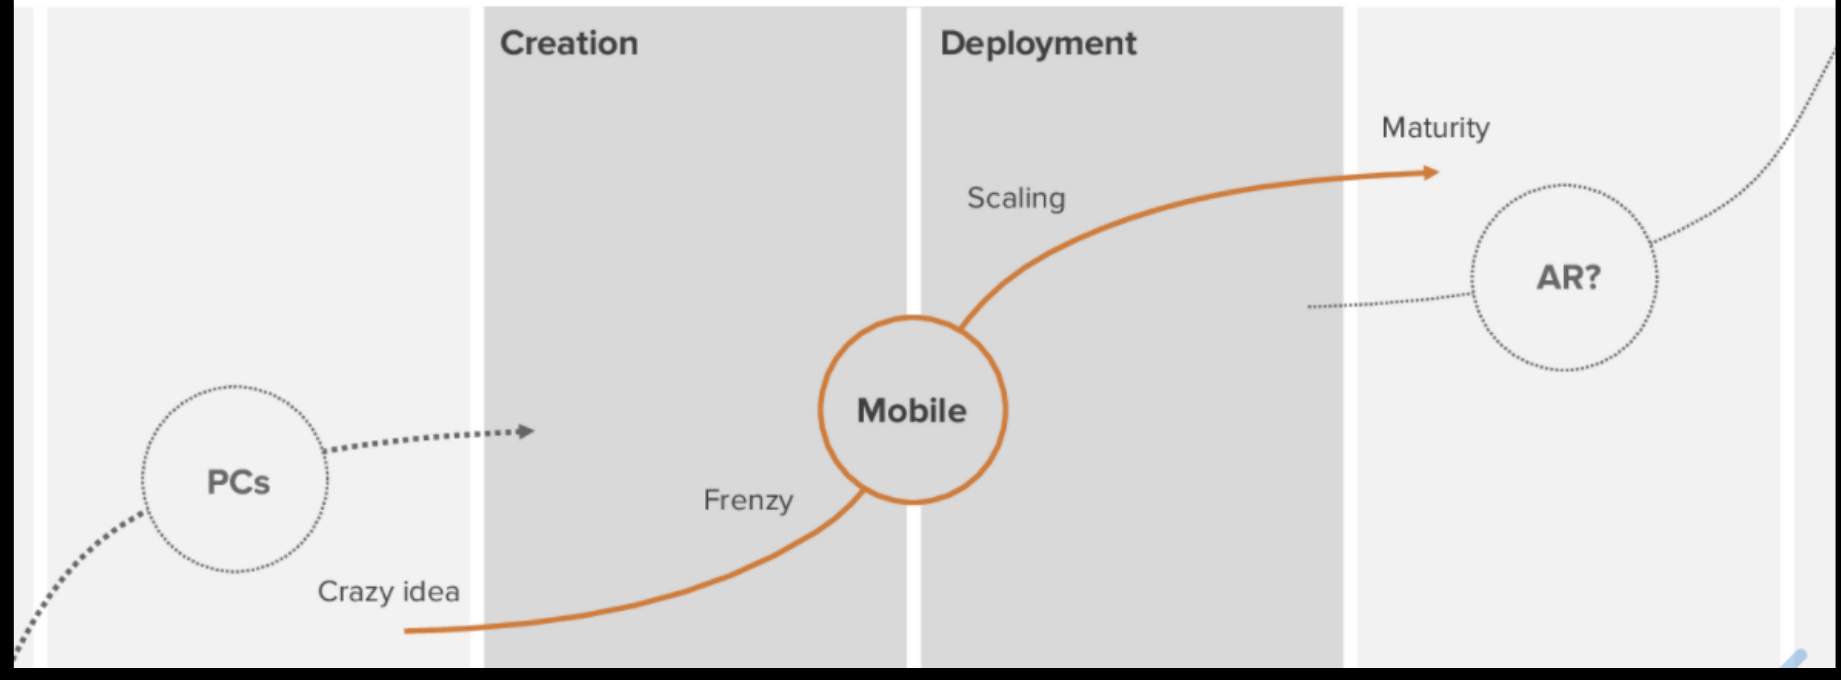 Creation
Deployment
Maturity
Scaling
AR?
Mobile
PCs
Frenzy
Crazy idea